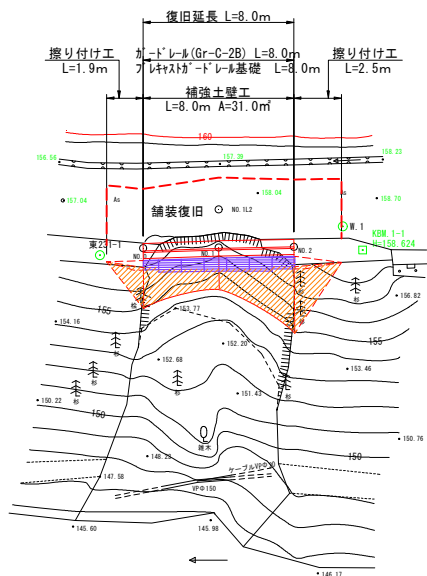 復旧延長 L=8.0m
擦り付け工
L=1.9m
ガードレール(Gr-C-2B) L=8.0m
プレキャストガードレール基礎 L=8.0m
擦り付け工
L=2.5m
補強土壁工
L=8.0m A=31.0㎡
160
156.56
157.39
158.23
157.04
As
158.04
158.70
As
舗装復旧
NO.1L2
W.1
KBM.1-1
H=158.624
東231-1
NO.1
NO.2
杉
桧
杉
156.82
153.77
155
154.16
杉
152.20
155
152.68
153.46
杉
杉
杉
杉
150.22
151.43
150
雑木
150.76
148.23
150
147.58
ケーブルVPΦ
VPΦ150
145.60
145.98
146.17